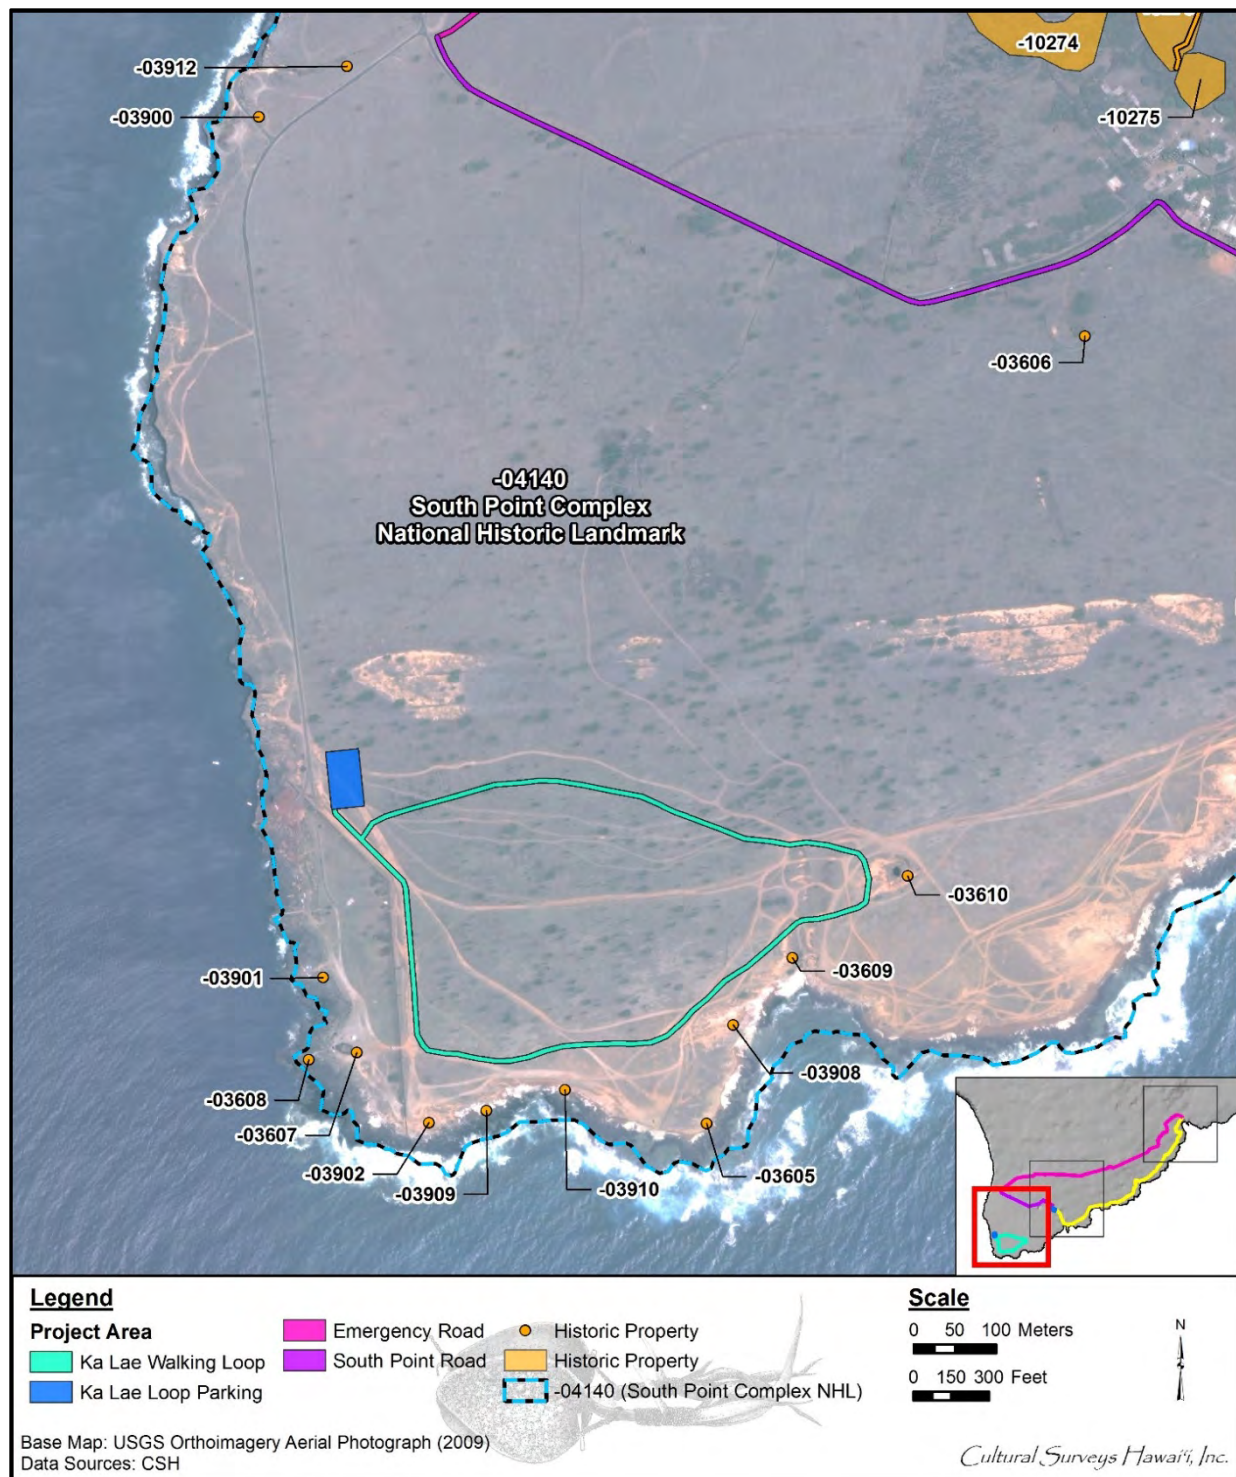 -03912
-03900
-10274
-10275
-03606
-04140
South Point Complex
National Historic Landmark
-03610
-03609
-03901
-03908
-03608
-03607
-03902
-03909
-03910
-03605
Legend
Project Area
Ka Lae Walking Loop
Ka Lae Loop Parking
Emergency Road
South Point Road
Historic Property
Historic Property
-04140 (South Point Complex NHL)
Scale
0 50 100 Meters
0 150 300 Feet
N
S
Base Map: USGS Orthoimagery Aerial Photograph (2009)
Data Sources: CSH
Cultural Surveys Hawai‘i, Inc.